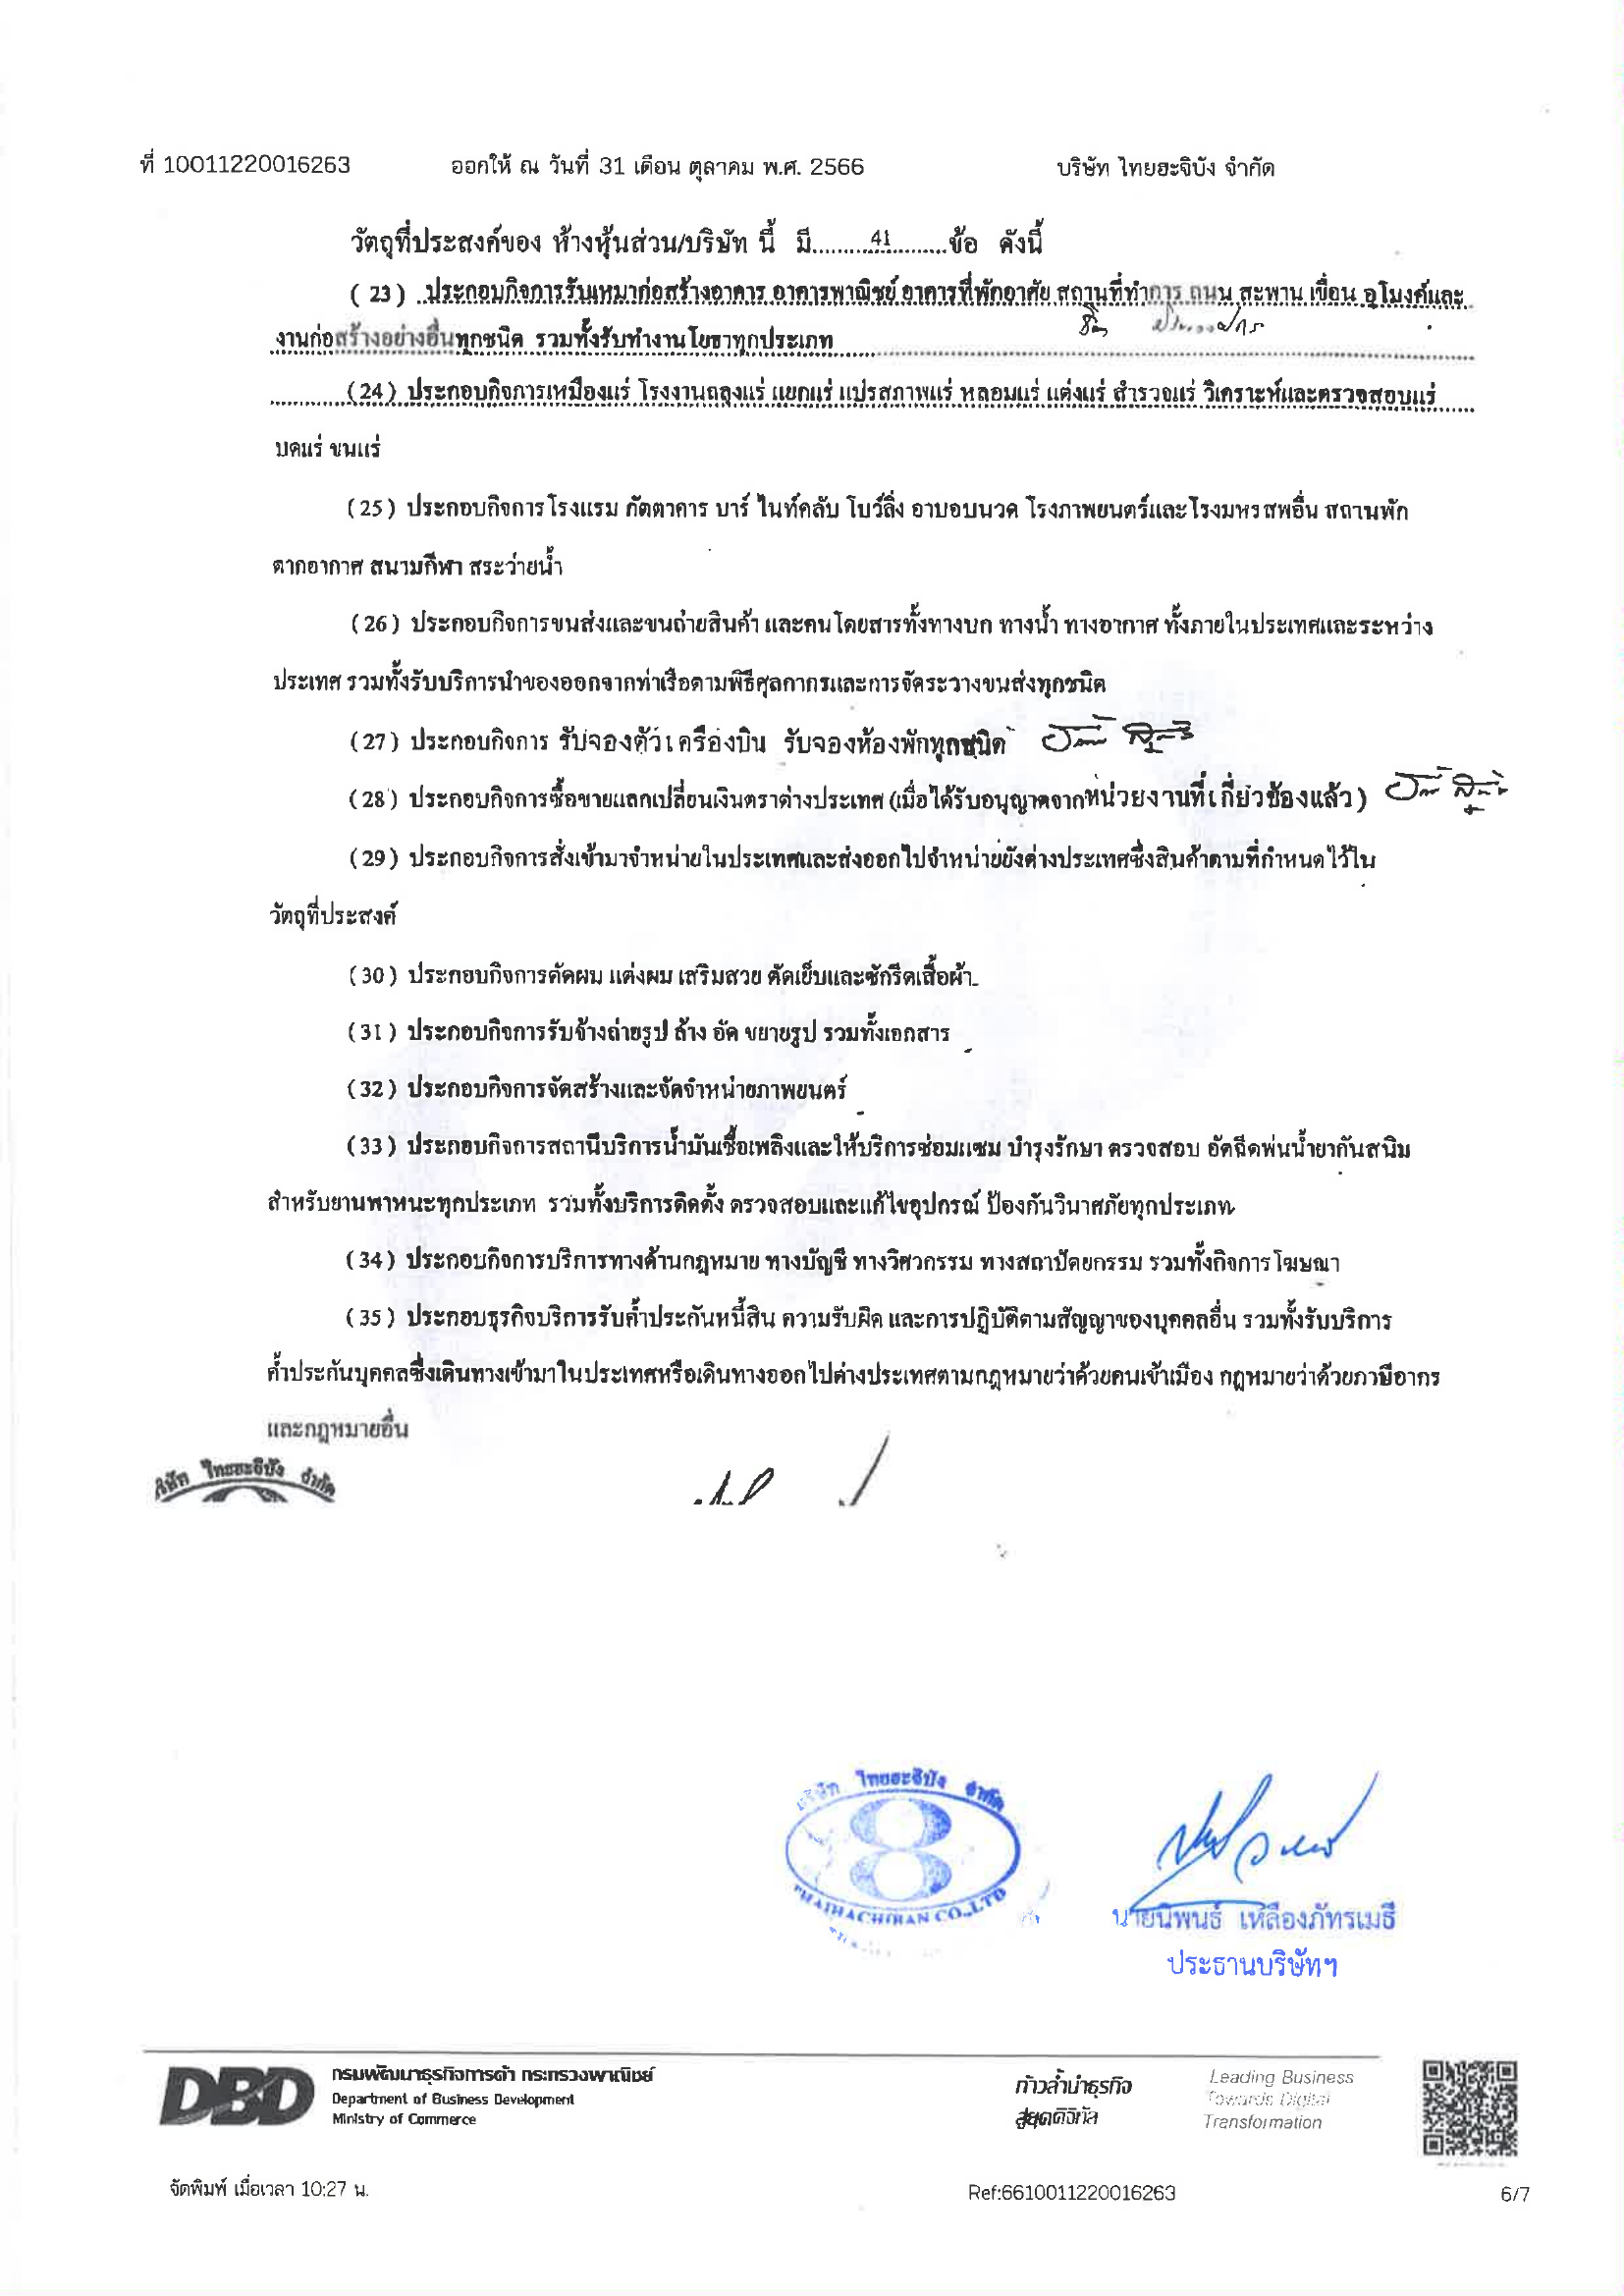 ที่ 10011220016263 ออกให้ ณ วันที่ 31 เดือน ตุลาคม พ.ศ. 2566 บริษัท ไทยฮะจิบัง จำกัด
วัตถุที่ประสงค์ของ ห้างหุ้นส่วน/บริษัท นี้ มี..........41..........ข้อ ดังนี้
(23) ประกอบกิจการรับเหมาก่อสร้างอาคาร อาคารพาณิชย์ อาคารที่พักอาศัย สถานที่ทำการ ถนน สะพาน เขื่อน อุโมงค์และ
งานก่อสร้างอย่างอื่นทุกชนิด รวมทั้งรับทำงานโยธาทุกประเภท
(24) ประกอบกิจการเหมืองแร่ โรงงานถลุงแร่ แยกแร่ แปรสภาพแร่ หลอมแร่ แต่งแร่ สำรวจแร่ วิเคราะห์และตรวจสอบแร่
บดแร่ ขนแร่
(25) ประกอบกิจการโรงแรม ภัตตาคาร บาร์ ไนท์คลับ โบว์ลิ่ง อาบอบนวด โรงภาพยนตร์และโรงมหรสพอื่น สถานพัก
ตากอากาศ สนามกีฬา สระว่ายน้ำ
(26) ประกอบกิจการขนส่งและขนถ่ายสินค้า และคนโดยสารทั้งทางบก ทางน้ำ ทางอากาศ ทั้งภายในประเทศและระหว่าง
ประเทศ รวมทั้งรับบริการนำของออกจากท่าเรือตามพิธีศุลกากรและการจัดระวางขนส่งทุกชนิด
(27) ประกอบกิจการ รับจองตั๋วเครื่องบิน รับจองห้องพักทุกชนิด
(28) ประกอบกิจการซื้อขายแลกเปลี่ยนเงินตราต่างประเทศ (เมื่อได้รับอนุญาตจากหน่วยงานที่เกี่ยวข้องแล้ว)
(29) ประกอบกิจการสั่งเข้ามาจำหน่ายในประเทศและส่งออกไปจำหน่ายยังต่างประเทศซึ่งสินค้าตามที่กำหนดไว้ใน
วัตถุที่ประสงค์
(30) ประกอบกิจการตัดผม แต่งผม เสริมสวย ตัดเย็บและซักรีดเสื้อผ้า
(31) ประกอบกิจการรับจ้างถ่ายรูป ล้าง อัด ขยายรูป รวมทั้งเอกสาร
(32) ประกอบกิจการจัดสร้างและจัดจำหน่ายภาพยนตร์
(33) ประกอบกิจการสถานีบริการน้ำมันเชื้อเพลิงและให้บริการซ่อมแซม บำรุงรักษา ตรวจสอบ อัดฉีดพ่นน้ำยากันสนิม
สำหรับยานพาหนะทุกประเภท รวมทั้งบริการติดตั้ง ตรวจสอบและแก้ไขอุปกรณ์ ป้องกันวินาศภัยทุกประเภท
(34) ประกอบกิจการบริการทางด้านกฎหมาย ทางบัญชี ทางวิศวกรรม ทางสถาปัตยกรรม รวมทั้งกิจการโฆษณา
(35) ประกอบธุรกิจบริการรับค้ำประกันหนี้สิน ความรับผิด และการปฏิบัติตามสัญญาของบุคคลอื่น รวมทั้งรับบริการ
ค้ำประกันบุคคลซึ่งเดินทางเข้ามาในประเทศหรือเดินทางออกไปต่างประเทศตามกฎหมายว่าด้วยคนเข้าเมือง กฎหมายว่าด้วยภาษีอากร
และกฎหมายอื่น
ไทยฮะจิบัง จำกัด
บริษัท ไทยฮะจิบัง จำกัด
THAIHACHIBAN CO.,LTD
นายนิพนธ์ เหลืองภัทรเมธี
ประธานบริษัทฯ
DBD กรมพัฒนาธุรกิจการค้า กระทรวงพาณิชย์
Department of Business Development
Ministry of Commerce
ก้าวล้ำนำธุรกิจ
สู่ยุคดิจิทัล
Leading Business
Towards Digital
Transformation
จัดพิมพ์ เมื่อเวลา 10:27 น. Ref:6610011220016263 6/7